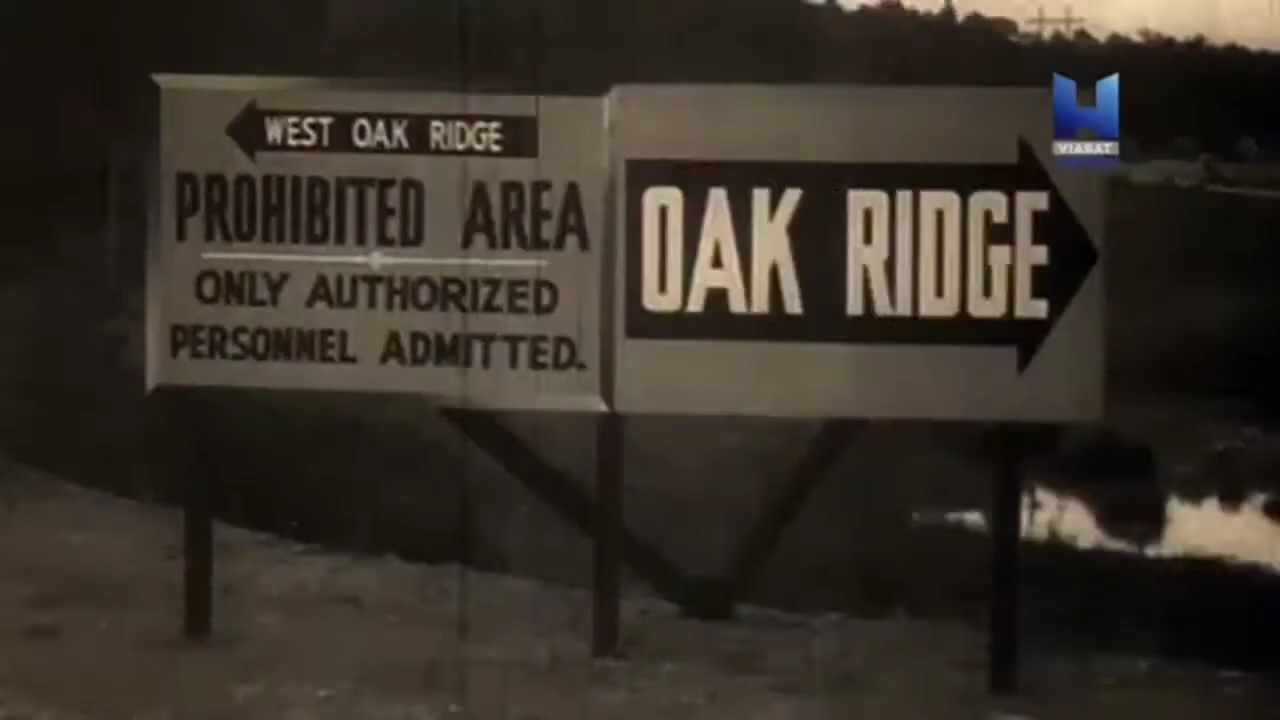 WEST OAK RIDGE
PROHIBITED AREA
ONLY AUTHORIZED
PERSONNEL ADMITTED.
OAK RIDGE
H
VIASAT